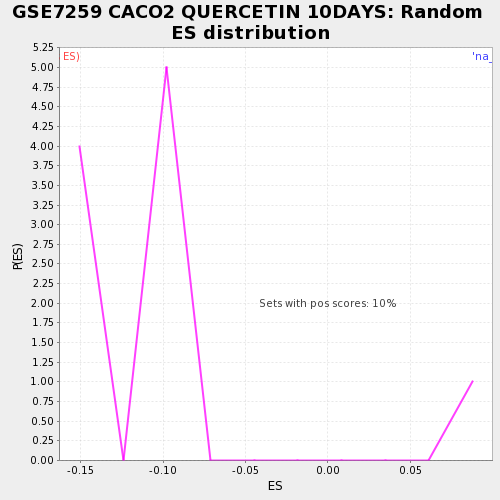 GSE7259 CACO2 QUERCETIN 10DAYS: Random
ES distribution
ES)
'na_
5.25
5.00
4.75
4.50
4.25
4.00
3.75
3.50
3.25
3.00
2.75
2.50
2.25
2.00
1.75
1.50
1.25
1.00
0.75
0.50
0.25
0.00
P(ES)
Sets with pos scores: 10%
-0.15 -0.10 -0.05 0.00 0.05
ES